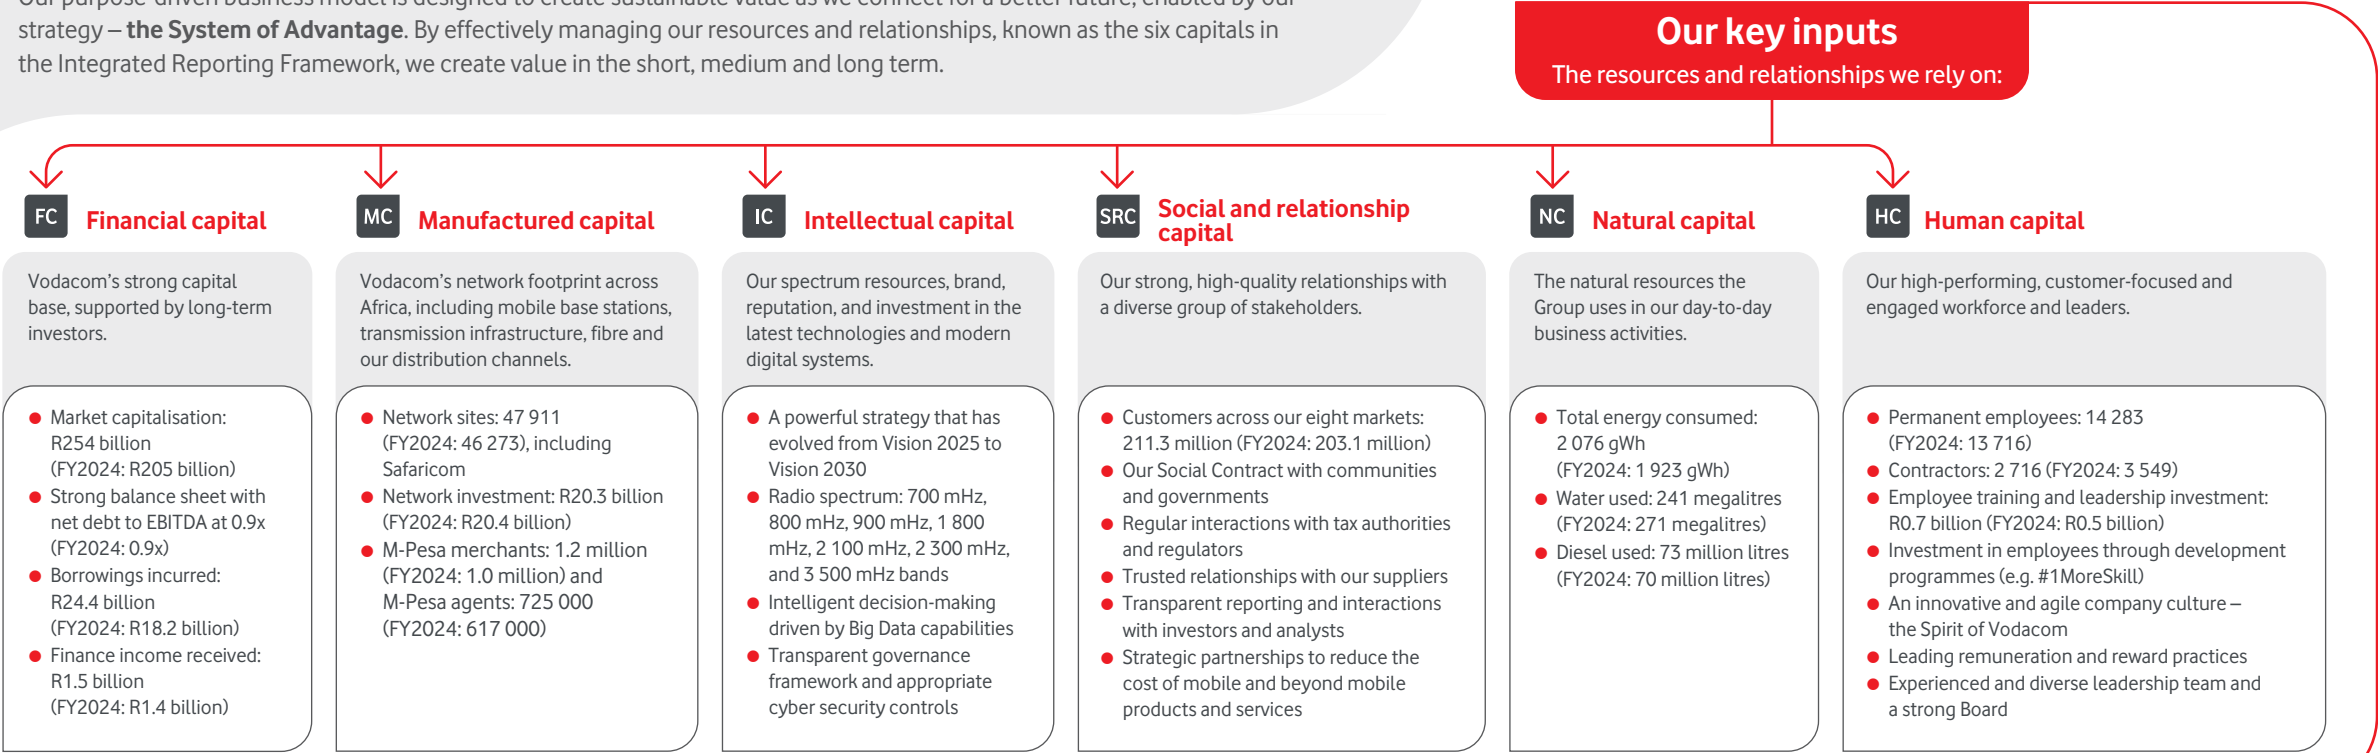 Our purpose-driven business model is designed to create sustainable value as we connect for a better future, enabled by our
strategy – the System of Advantage. By effectively managing our resources and relationships, known as the six capitals in
the Integrated Reporting Framework, we create value in the short, medium and long term.
Our key inputs
The resources and relationships we rely on:
FC
Financial capital
Vodacom's strong capital
base, supported by long-term
investors.
● Market capitalisation:
R254 billion
(FY2024: R205 billion)
● Strong balance sheet with
net debt to EBITDA at 0.9x
(FY2024: 0.9x)
● Borrowings incurred:
R24.4 billion
(FY2024: R18.2 billion)
● Finance income received:
R1.5 billion
(FY2024: R1.4 billion)
MC
Manufactured capital
Vodacom's network footprint across
Africa, including mobile base stations,
transmission infrastructure, fibre and
our distribution channels.
● Network sites: 47 911
(FY2024: 46 273), including
Safaricom
● Network investment: R20.3 billion
(FY2024: R20.4 billion)
● M-Pesa merchants: 1.2 million
(FY2024: 1.0 million) and
M-Pesa agents: 725 000
(FY2024: 617 000)
IC
Intellectual capital
Our spectrum resources, brand,
reputation, and investment in the
latest technologies and modern
digital systems.
● A powerful strategy that has
evolved from Vision 2025 to
Vision 2030
● Radio spectrum: 700 mHz,
800 mHz, 900 mHz, 1 800
mHz, 2 100 mHz, 2 300 mHz,
and 3 500 mHz bands
● Intelligent decision-making
driven by Big Data capabilities
● Transparent governance
framework and appropriate
cyber security controls
SRC
Social and relationship
capital
Our strong, high-quality relationships with
a diverse group of stakeholders.
● Customers across our eight markets:
211.3 million (FY2024: 203.1 million)
● Our Social Contract with communities
and governments
● Regular interactions with tax authorities
and regulators
● Trusted relationships with our suppliers
● Transparent reporting and interactions
with investors and analysts
● Strategic partnerships to reduce the
cost of mobile and beyond mobile
products and services
NC
Natural capital
The natural resources the
Group uses in our day-to-day
business activities.
● Total energy consumed:
2 076 gWh
(FY2024: 1 923 gWh)
● Water used: 241 megalitres
(FY2024: 271 megalitres)
● Diesel used: 73 million litres
(FY2024: 70 million litres)
HC
Human capital
Our high-performing, customer-focused and
engaged workforce and leaders.
● Permanent employees: 14 283
(FY2024: 13 716)
● Contractors: 2 716 (FY2024: 3 549)
● Employee training and leadership investment:
R0.7 billion (FY2024: R0.5 billion)
● Investment in employees through development
programmes (e.g. #1MoreSkill)
● An innovative and agile company culture –
the Spirit of Vodacom
● Leading remuneration and reward practices
● Experienced and diverse leadership team and
a strong Board